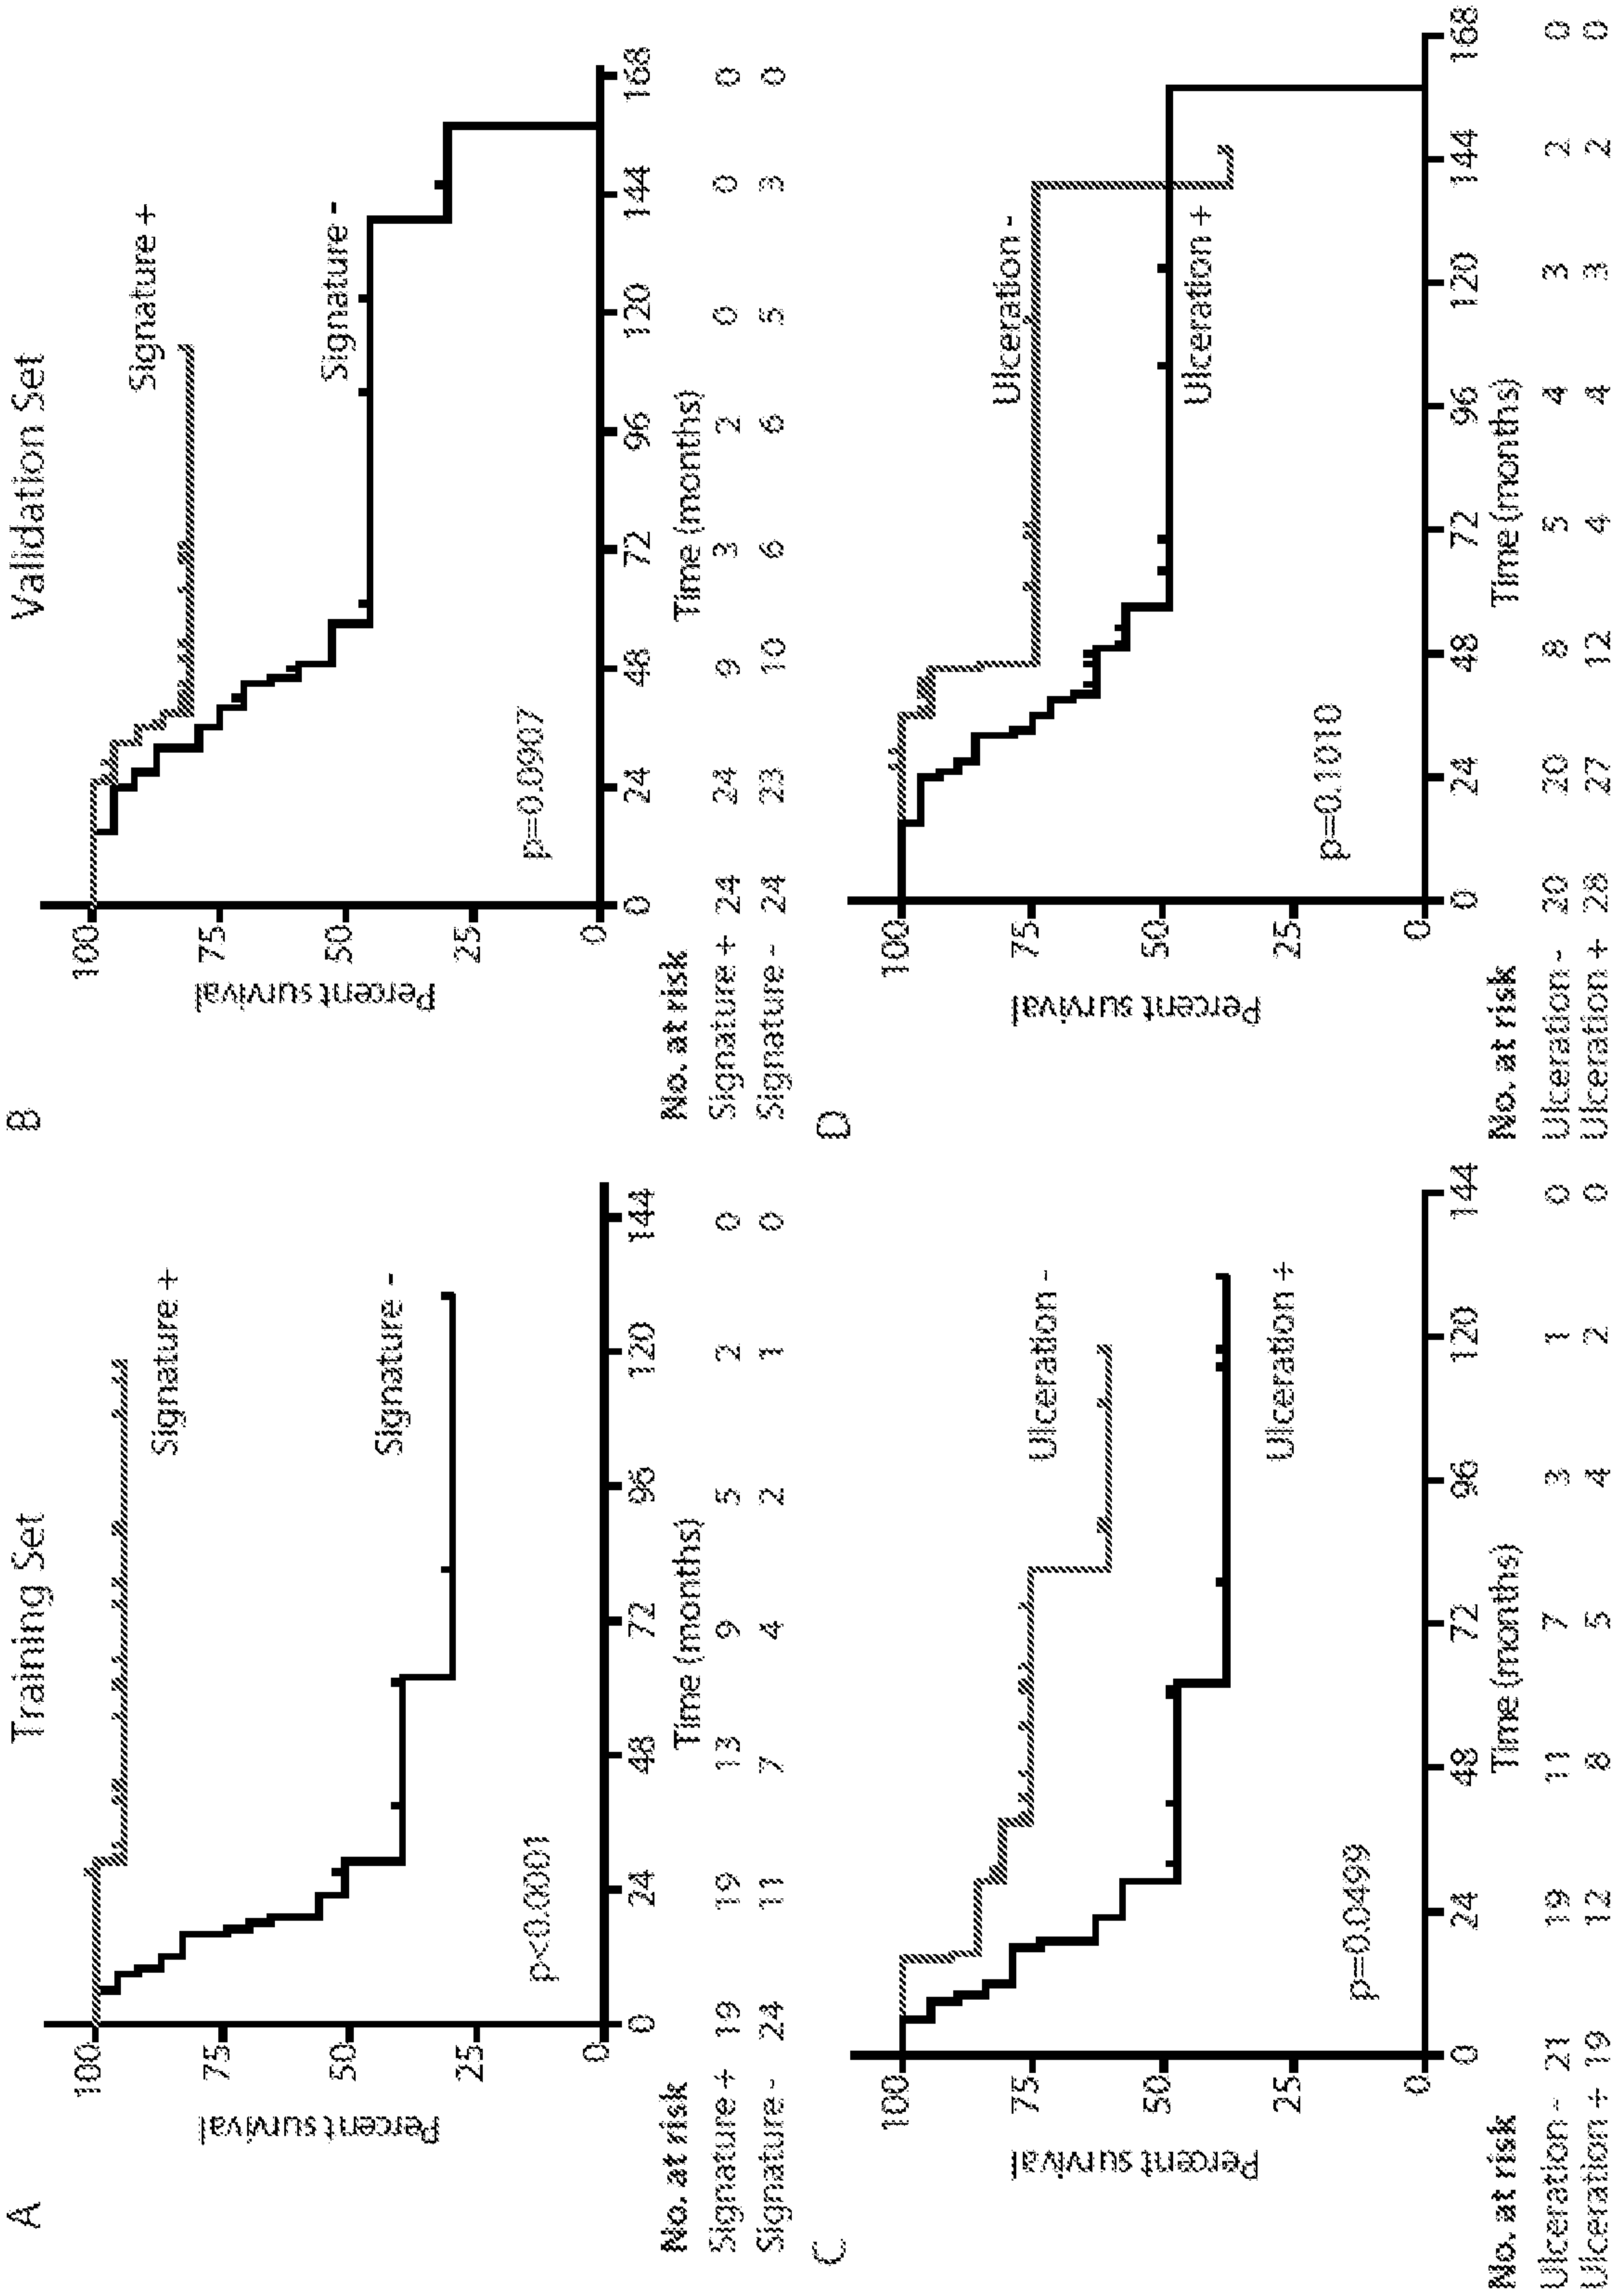 Training Set
Validation Set
A
100
75
50
25
0
Percent survival
Signature +
Signature -
p<0.0001
0 24 48 72 96 120 144
Time (months)
No. at risk
Signature + 19 19 13 9 5 2 0
Signature - 24 11 7 4 2 1 0
B
100
75
50
25
0
Percent survival
Signature +
Signature -
p=0.0907
0 24 48 72 96 120 144 168
Time (months)
No. at risk
Signature + 24 24 9 3 2 0 0 0
Signature - 24 23 10 6 6 5 3 0
C
100
75
50
25
0
Percent survival
Ulceration -
Ulceration +
p=0.0499
0 24 48 72 96 120 144
Time (months)
No. at risk
Ulceration - 21 19 11 7 3 1 0
Ulceration + 19 12 8 5 4 2 0
D
100
75
50
25
0
Percent survival
Ulceration -
Ulceration +
p=0.1010
0 24 48 72 96 120 144 168
Time (months)
No. at risk
Ulceration - 20 20 8 5 4 3 2 0
Ulceration + 28 27 12 4 4 3 2 0